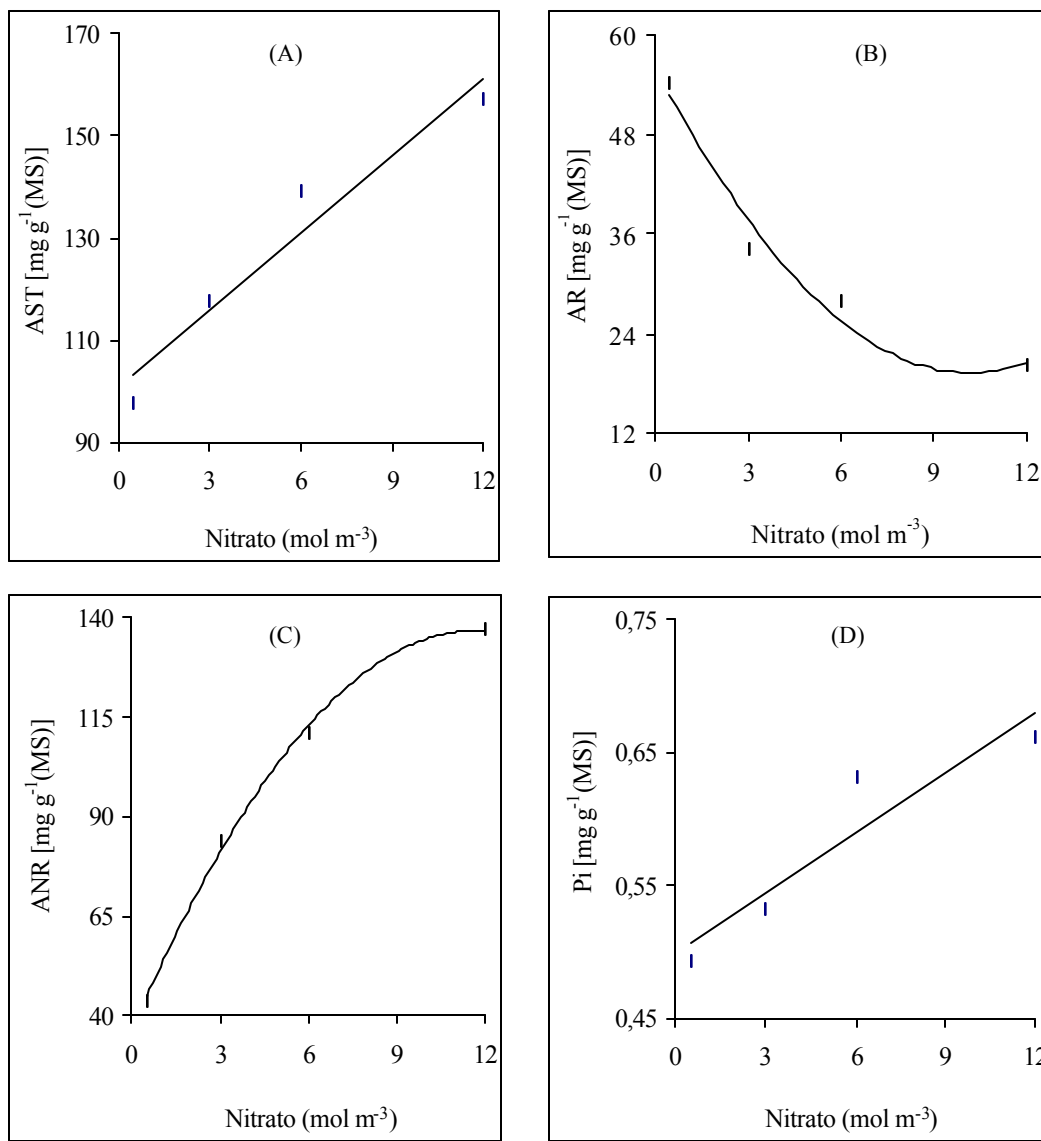 (A)
AST [mg g⁻¹(MS)]
170
150
130
110
90
0 3 6 9 12
Nitrato (mol m⁻³)
(B)
AR [mg g⁻¹ (MS)]
60
48
36
24
12
0 3 6 9 12
Nitrato (mol m⁻³)
(C)
ANR [mg g⁻¹(MS)]
140
115
90
65
40
0 3 6 9 12
Nitrato (mol m⁻³)
(D)
Pi [mg g⁻¹(MS)]
0,75
0,65
0,55
0,45
0 3 6 9 12
Nitrato (mol m⁻³)